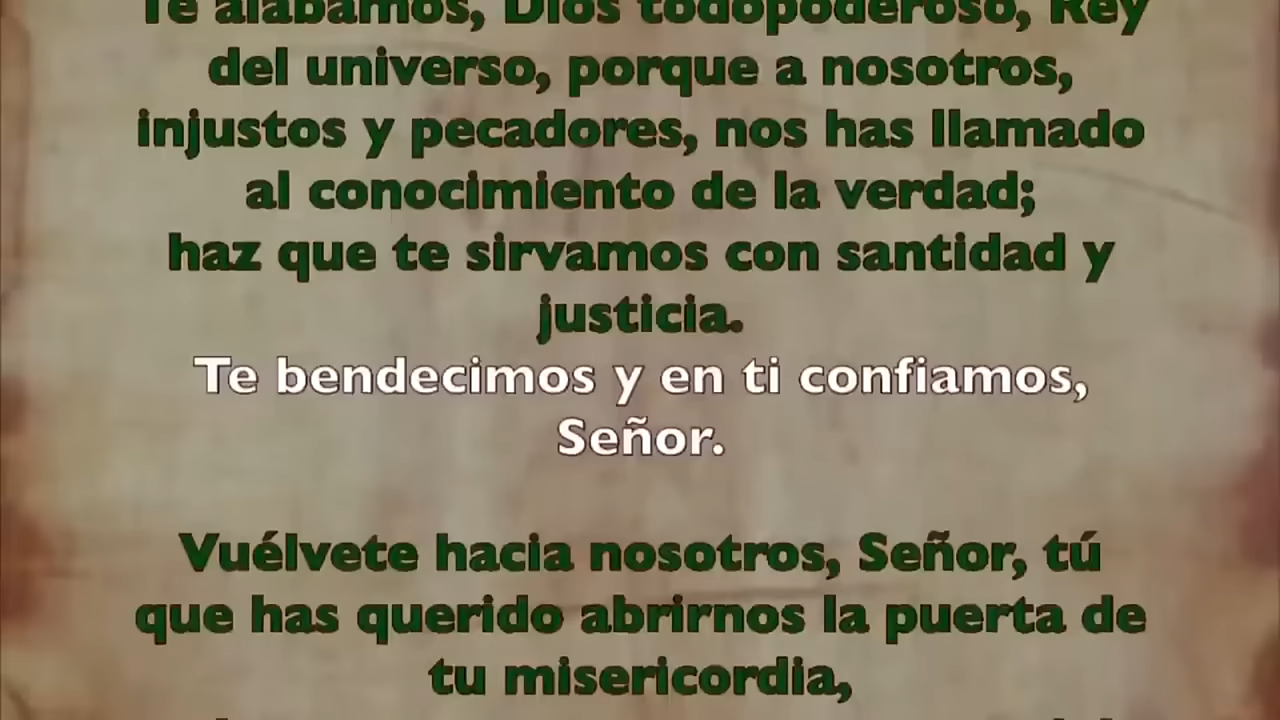 Te alabamos, Dios todopoderoso, Rey
del universo, porque a nosotros,
injustos y pecadores, nos has llamado
al conocimiento de la verdad;
haz que te sirvamos con santidad y
justicia.
Te bendecimos y en ti confiamos,
Señor.
Vuélvete hacia nosotros, Señor, tú
que has querido abrirnos la puerta de
tu misericordia,